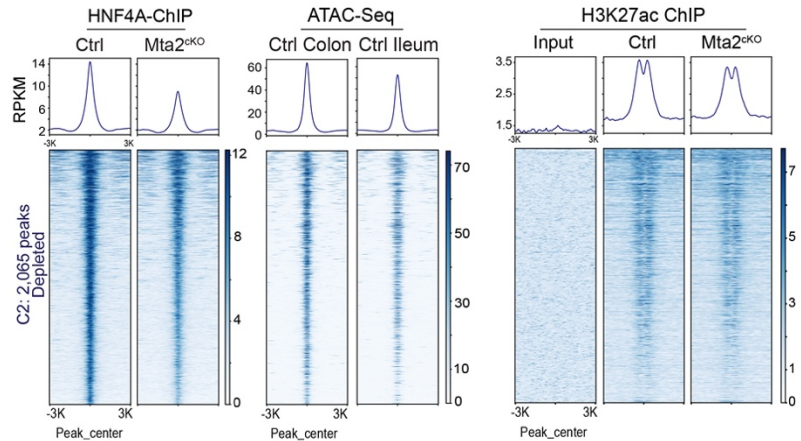 HNF4A-ChIP
ATAC-Seq
H3K27ac ChIP
Ctrl
Mta2cKO
Ctrl Colon
Ctrl Ileum
Input
Ctrl
Mta2cKO
RPKM
14
10
6
2
-3K
3K
60
40
20
0
3.5
2.5
1.5
-3K
3K
C2: 2,065 peaks
Depleted
12
8
4
0
70
50
30
10
0
7
5
3
1
0
-3K
3K
Peak_center
-3K
3K
Peak_center
-3K
3K
Peak_center